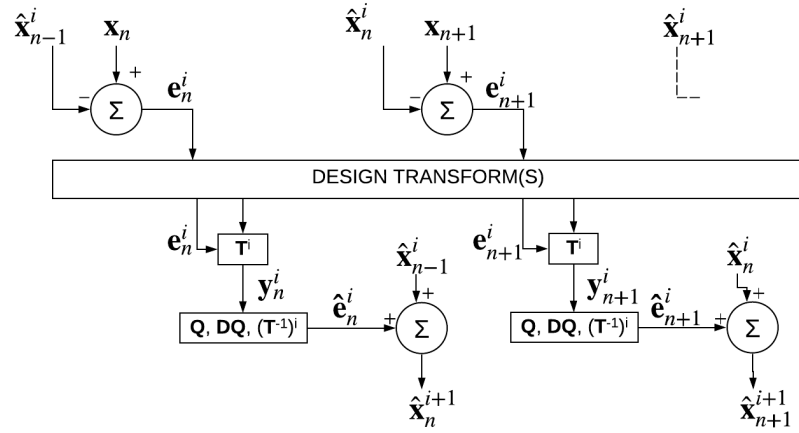 x̂ⁱₙ₋₁ xₙ x̂ⁱₙ xₙ₊₁ x̂ⁱₙ₊₁
+ +
− eⁱₙ − eⁱₙ₊₁
Σ Σ
DESIGN TRANSFORM(S)
eⁱₙ Tⁱ x̂ⁱₙ₋₁ eⁱₙ₊₁ Tⁱ x̂ⁱₙ
yⁱₙ + yⁱₙ₊₁ +
Q, DQ, (T⁻¹)ⁱ êⁱₙ + Σ Q, DQ, (T⁻¹)ⁱ êⁱₙ₊₁ + Σ
x̂ⁱ⁺¹ₙ x̂ⁱ⁺¹ₙ₊₁